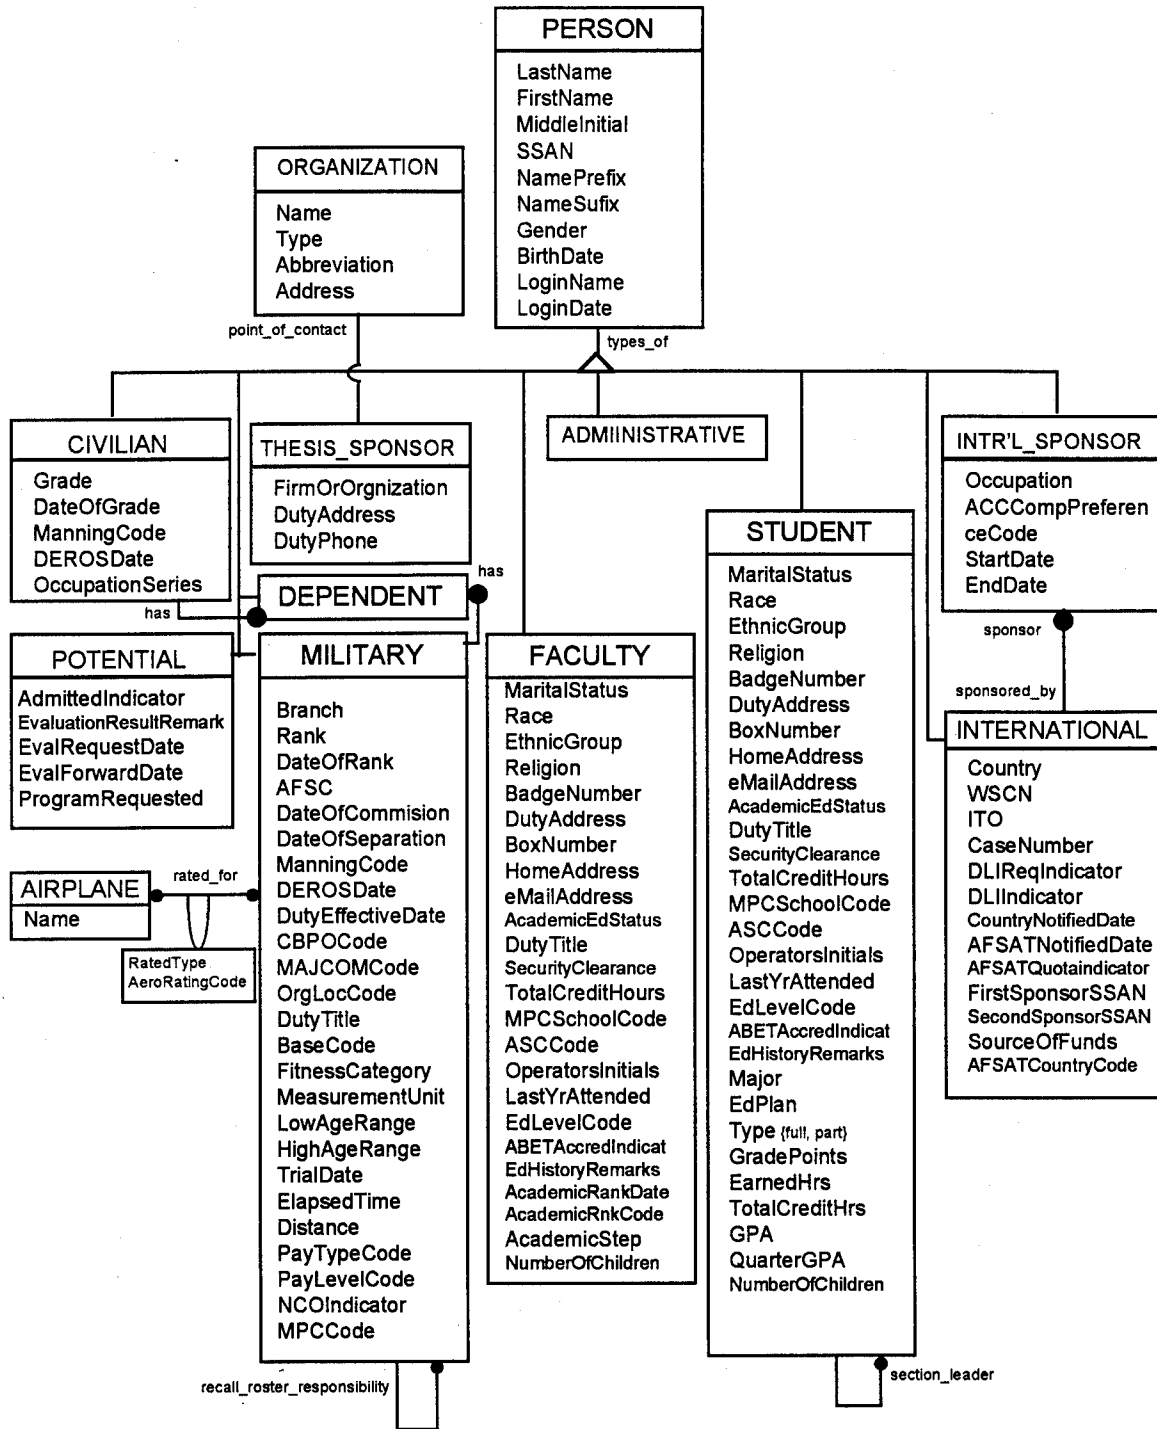 PERSON
LastName
FirstName
MiddleInitial
SSAN
NamePrefix
NameSufix
Gender
BirthDate
LoginName
LoginDate
ORGANIZATION
Name
Type
Abbreviation
Address
point_of_contact
types_of
CIVILIAN
Grade
DateOfGrade
ManningCode
DEROSDate
OccupationSeries
THESIS_SPONSOR
FirmOrOrgnization
DutyAddress
DutyPhone
ADMIINISTRATIVE
INTR'L_SPONSOR
Occupation
ACCCompPreferen
ceCode
StartDate
EndDate
has
DEPENDENT
has
sponsor
sponsored_by
POTENTIAL
AdmittedIndicator
EvaluationResultRemark
EvalRequestDate
EvalForwardDate
ProgramRequested
AIRPLANE
Name
rated_for
RatedType
AeroRatingCode
MILITARY
Branch
Rank
DateOfRank
AFSC
DateOfCommision
DateOfSeparation
ManningCode
DEROSDate
DutyEffectiveDate
CBPOCode
MAJCOMCode
OrgLocCode
DutyTitle
BaseCode
FitnessCategory
MeasurementUnit
LowAgeRange
HighAgeRange
TrialDate
ElapsedTime
Distance
PayTypeCode
PayLevelCode
NCOIndicator
MPCCode
recall_roster_responsibility
FACULTY
MaritalStatus
Race
EthnicGroup
Religion
BadgeNumber
DutyAddress
BoxNumber
HomeAddress
eMailAddress
AcademicEdStatus
DutyTitle
SecurityClearance
TotalCreditHours
MPCSchoolCode
ASCCode
OperatorsInitials
LastYrAttended
EdLevelCode
ABETAccredIndicat
EdHistoryRemarks
AcademicRankDate
AcademicRnkCode
AcademicStep
NumberOfChildren
STUDENT
MaritalStatus
Race
EthnicGroup
Religion
BadgeNumber
DutyAddress
BoxNumber
HomeAddress
eMailAddress
AcademicEdStatus
DutyTitle
SecurityClearance
TotalCreditHours
MPCSchoolCode
ASCCode
OperatorsInitials
LastYrAttended
EdLevelCode
ABETAccredIndicat
EdHistoryRemarks
Major
EdPlan
Type {full, part}
GradePoints
EarnedHrs
TotalCreditHrs
GPA
QuarterGPA
NumberOfChildren
section_leader
INTERNATIONAL
Country
WSCN
ITO
CaseNumber
DLIReqIndicator
DLIIndicator
CountryNotifiedDate
AFSATNotifiedDate
AFSATQuotaindicator
FirstSponsorSSAN
SecondSponsorSSAN
SourceOfFunds
AFSATCountryCode